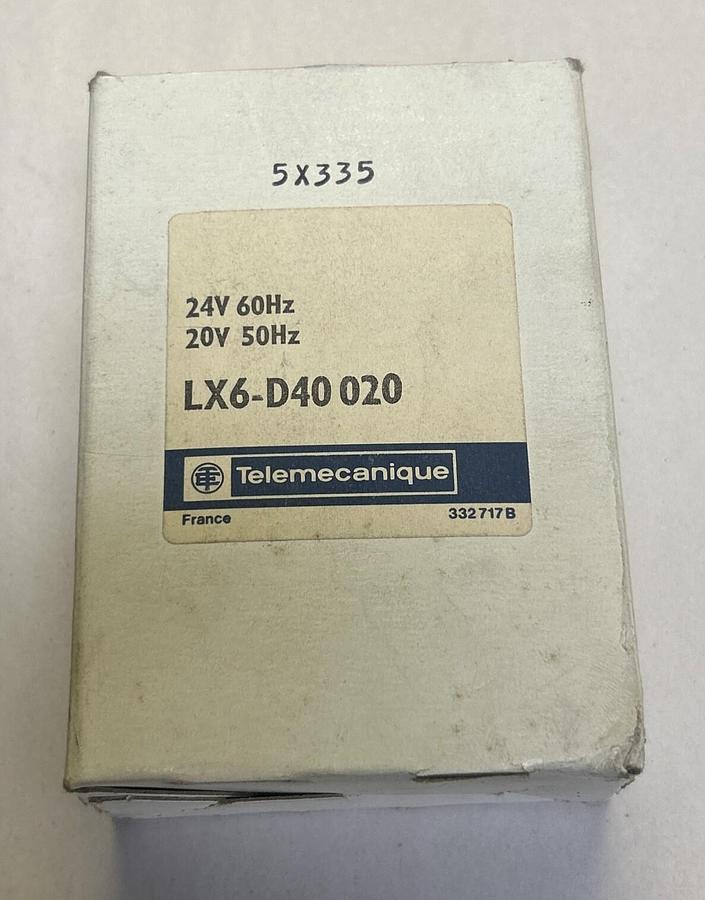 5X335
24V 60Hz
20V 50Hz
LX6-D40 020
Telemecanique
France 332717B